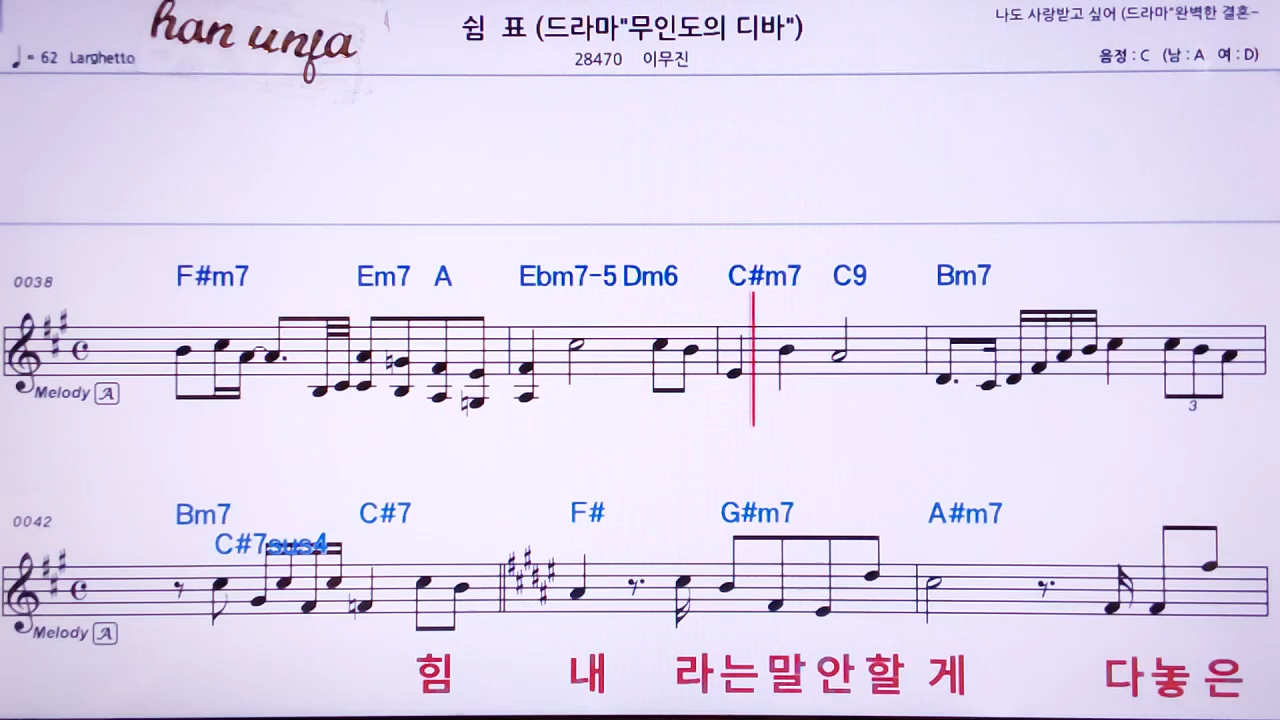 han unfa
쉼 표 (드라마"무인도의 디바")
나도 사랑받고 싶어 (드라마"완벽한 결혼-
♩= 62 Larghetto
28470 이무진
음정 : C (남 : A 여 : D)
0038
F#m7 Em7 A Ebm7-5 Dm6 C#m7 C9 Bm7
Melody A
3
0042
Bm7 C#7 F# G#m7 A#m7
C#7sus4
Melody A
힘 내 라는말안할 게 다놓은